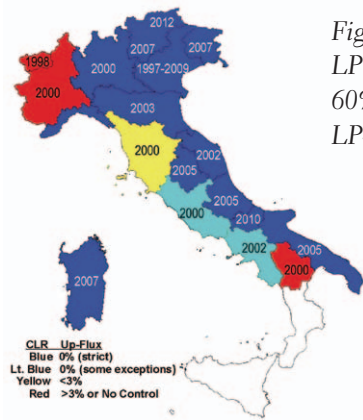 2012
2007
2007
1998
2000
1997-2009
2000
2003
2000
2002
2005
2000
2005
2010
2002
2005
2000
2007
Fig
LP
60%
LP
CLR Up-Flux
Blue 0% (strict)
Lt. Blue 0% (some exceptions)
Yellow <3%
Red >3% or No Control